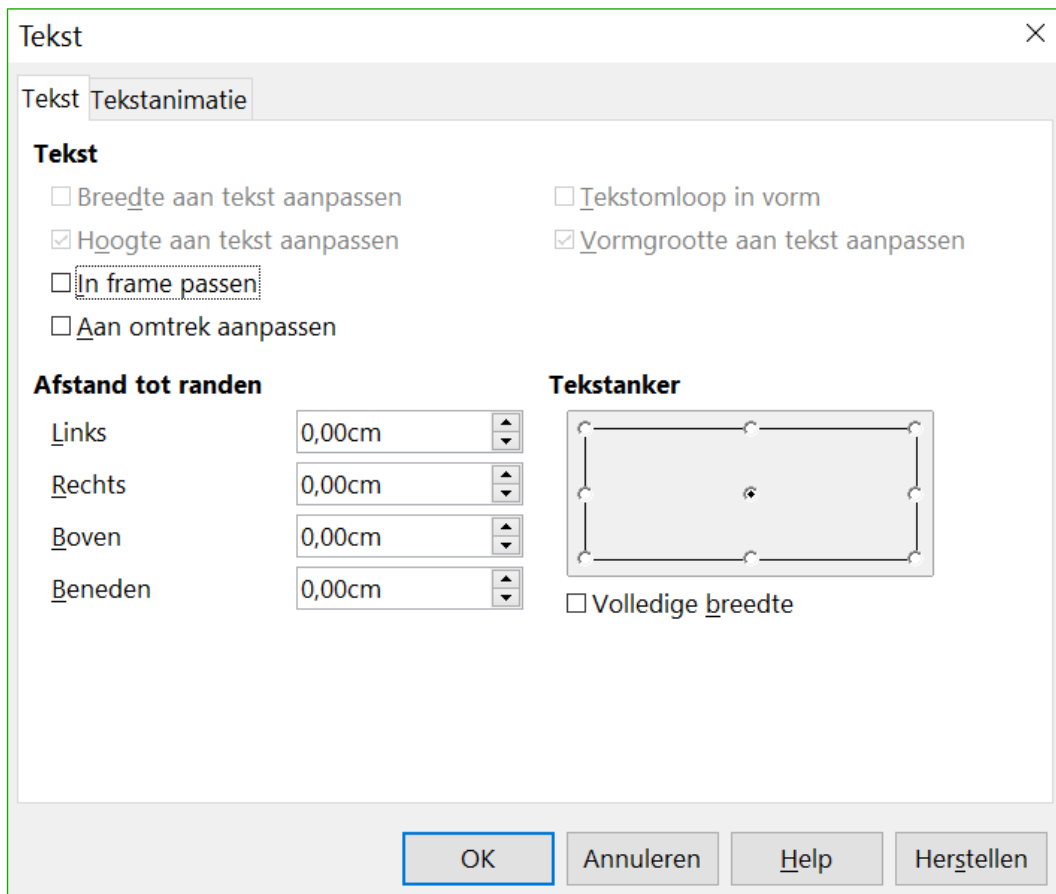 Tekst
Tekst Tekstanimatie
Tekst
Breedte aan tekst aanpassen
Tekstomloop in vorm
Hoogte aan tekst aanpassen
Vormgrootte aan tekst aanpassen
In frame passen
Aan omtrek aanpassen
Afstand tot randen
Links 0,00cm
Rechts 0,00cm
Boven 0,00cm
Beneden 0,00cm
Tekstanker
Volledige breedte
OK Annuleren Help Herstellen